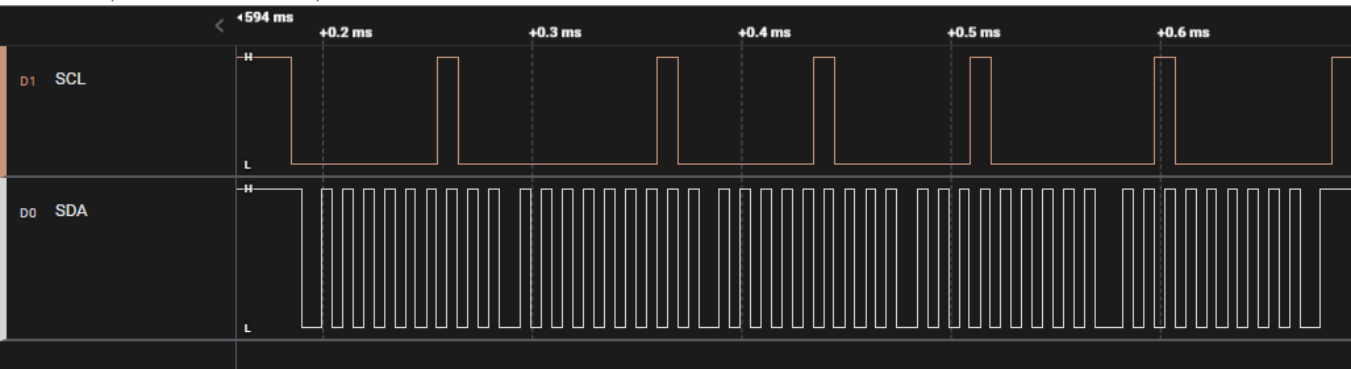 594 ms
+0.2 ms
+0.3 ms
+0.4 ms
+0.5 ms
+0.6 ms
D1 SCL
H
L
D0 SDA
H
L